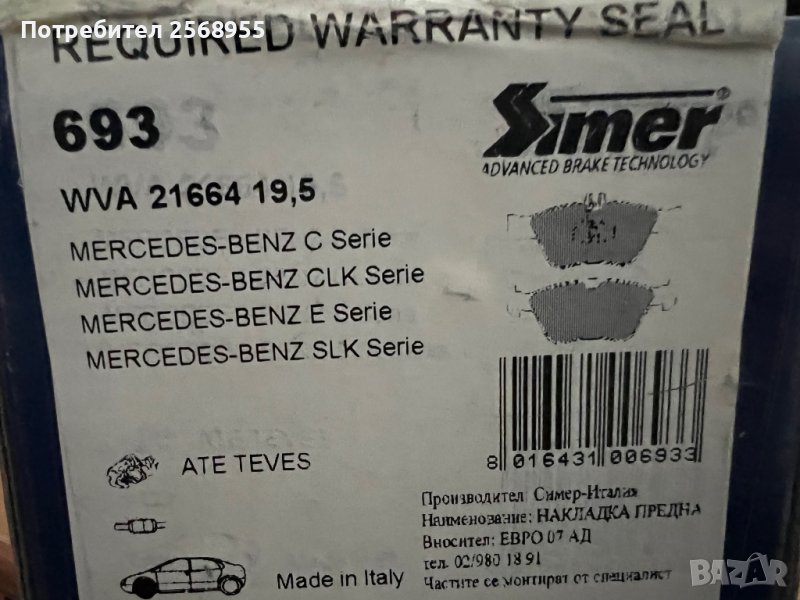 REQUIRED WARRANTY SEAL
Потребител 2568955
693
Simer®
ADVANCED BRAKE TECHNOLOGY
WVA 21664 19,5
MERCEDES-BENZ C Serie
MERCEDES-BENZ CLK Serie
MERCEDES-BENZ E Serie
MERCEDES-BENZ SLK Serie
8 016431 006933
ATE TEVES
Производител: Симер-Италия
Наименование: НАКЛАДКА ПРЕДНА
Вносител: ЕВРО 07 АД
тел. 02/980 18 91
Частите се монтират от специалист
Made in Italy
BAZAR